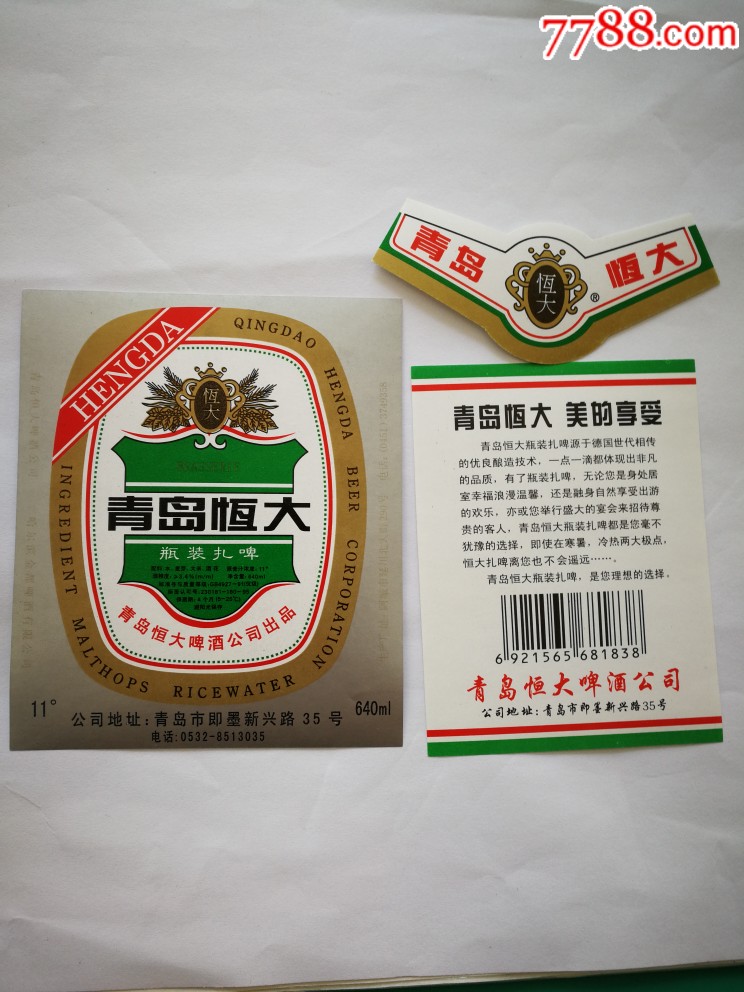 7788.com
青岛 恆大
恆大
®
HENGDA
QINGDAO HENGDA BEER CORPORATION
恆大
青岛恆大
瓶装扎啤
青岛恒大啤酒公司出品
INGREDIENT MALTHOPS RICEWATER
11° 640ml
公司地址:青岛市即墨新兴路35号
电话:0532-8513035
青岛恆大 美的享受
青岛恒大瓶装扎啤源于德国世代相传
的优良酿造技术,一点一滴都体现出非凡
的品质,有了瓶装扎啤,无论您是身处居
室幸福浪漫温馨,还是融身自然享受出游
的欢乐,亦或您举行盛大的宴会来招待尊
贵的客人,青岛恒大瓶装扎啤都是您毫不
犹豫的选择,即使在寒暑,冷热两大极点,
恒大扎啤离您也不会遥远……。
青岛恒大瓶装扎啤,是您理想的选择。
6 921565 681838
青岛恒大啤酒公司
公司地址:青岛市即墨新兴路35号